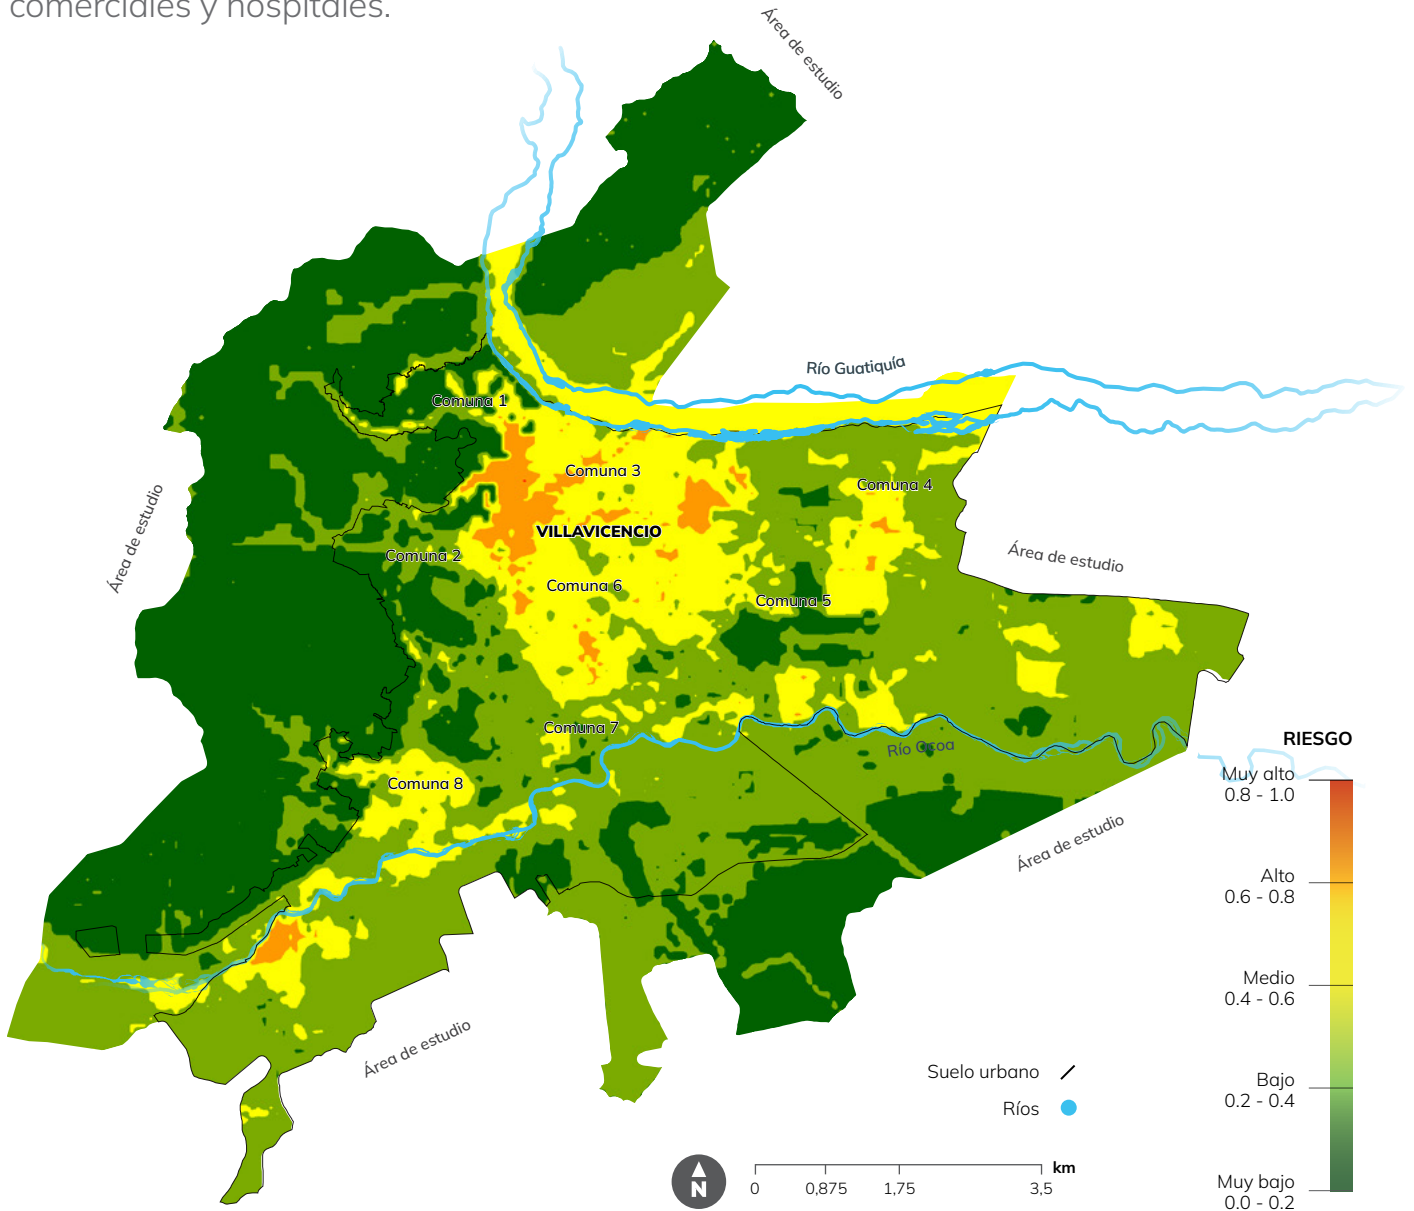 comerciales y hospitales.
Área de estudio
Río Guatiquía
Comuna 1
Comuna 3
Comuna 4
VILLAVICENCIO
Área de estudio
Comuna 2
Área de estudio
Comuna 6
Comuna 5
Comuna 7
Río Ocoa
Comuna 8
Área de estudio
Área de estudio
RIESGO
Muy alto
0.8 - 1.0
Alto
0.6 - 0.8
Medio
0.4 - 0.6
Bajo
0.2 - 0.4
Muy bajo
0.0 - 0.2
Suelo urbano
Ríos
N
km
0 0,875 1,75 3,5